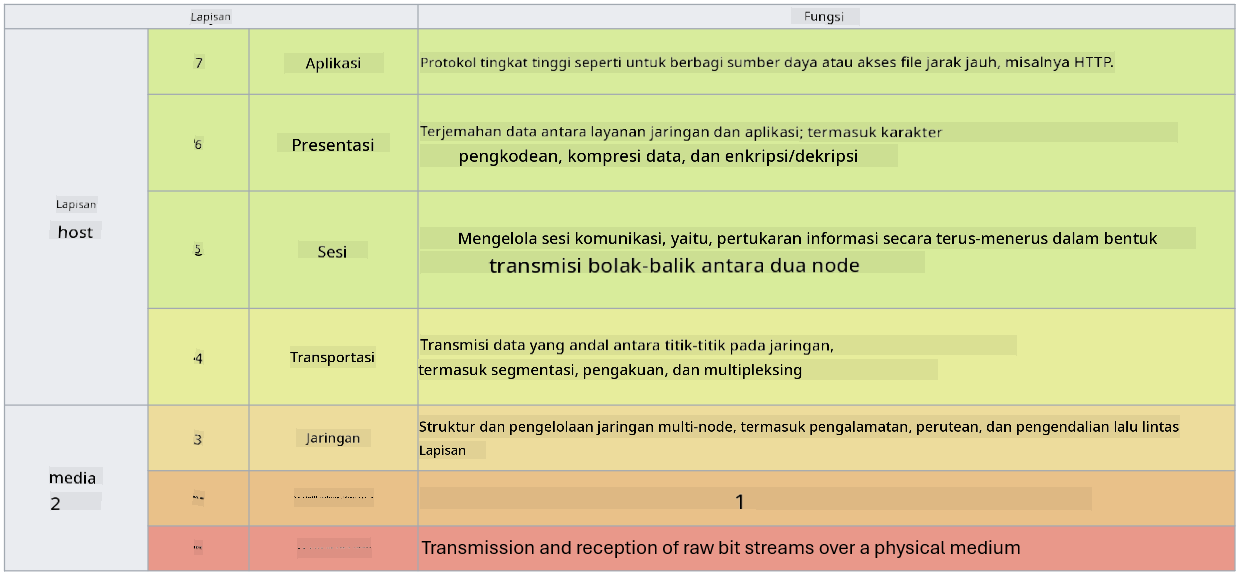 Lapisan
Fungsi
Lapisan
host
7
Aplikasi
Protokol tingkat tinggi seperti untuk berbagi sumber daya atau akses file jarak jauh, misalnya HTTP.
6
Presentasi
Terjemahan data antara layanan jaringan dan aplikasi; termasuk karakter
pengkodean, kompresi data, dan enkripsi/dekripsi
5
Sesi
Mengelola sesi komunikasi, yaitu, pertukaran informasi secara terus-menerus dalam bentuk
transmisi bolak-balik antara dua node
4
Transportasi
Transmisi data yang andal antara titik-titik pada jaringan,
termasuk segmentasi, pengakuan, dan multipleksing
media
2
3
Jaringan
Struktur dan pengelolaan jaringan multi-node, termasuk pengalamatan, perutean, dan pengendalian lalu lintas
Lapisan
1
Transmission and reception of raw bit streams over a physical medium